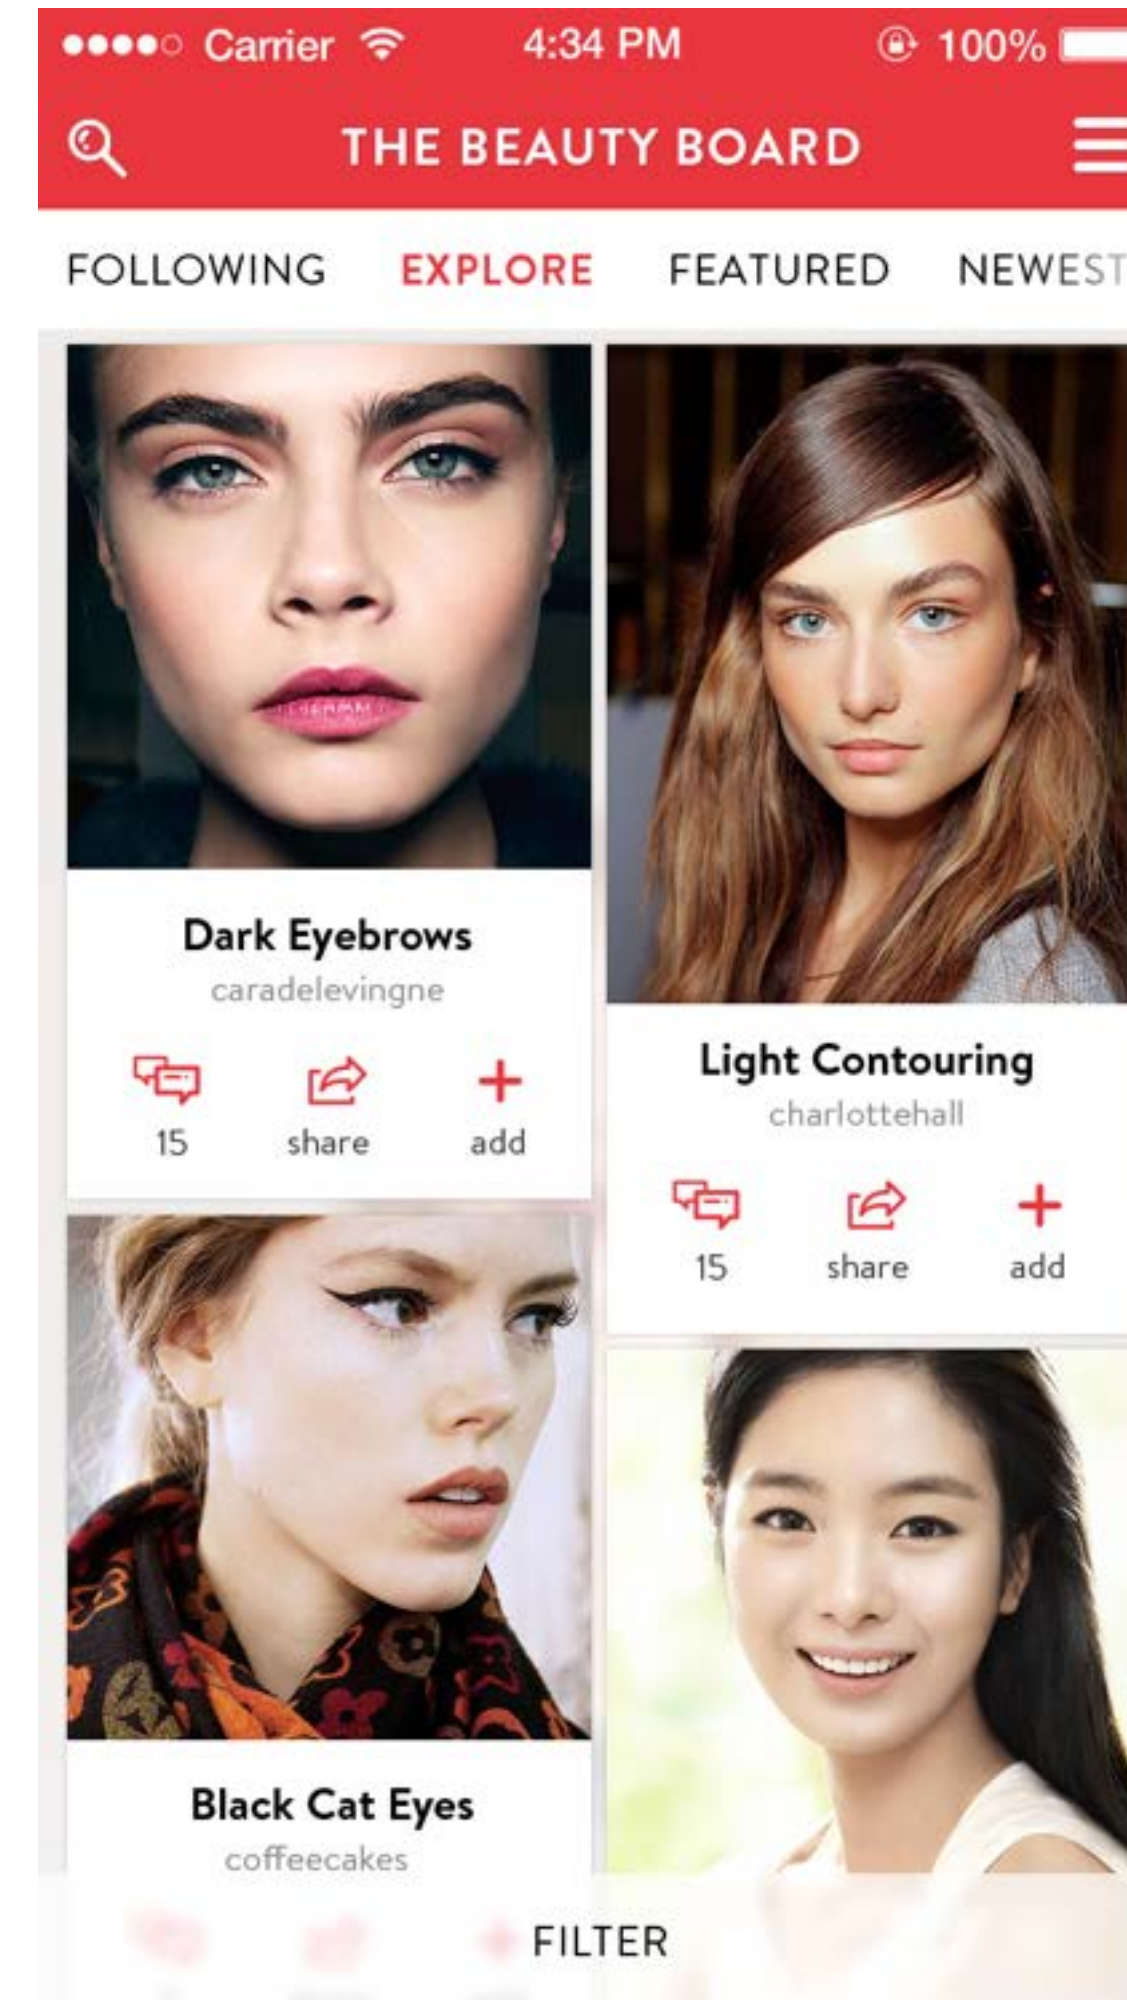 Carrier 4:34 PM 100%
THE BEAUTY BOARD
FOLLOWING EXPLORE FEATURED NEWEST
Dark Eyebrows
caradelevingne
15 share add
Light Contouring
charlottehall
15 share add
Black Cat Eyes
coffeecakes
FILTER